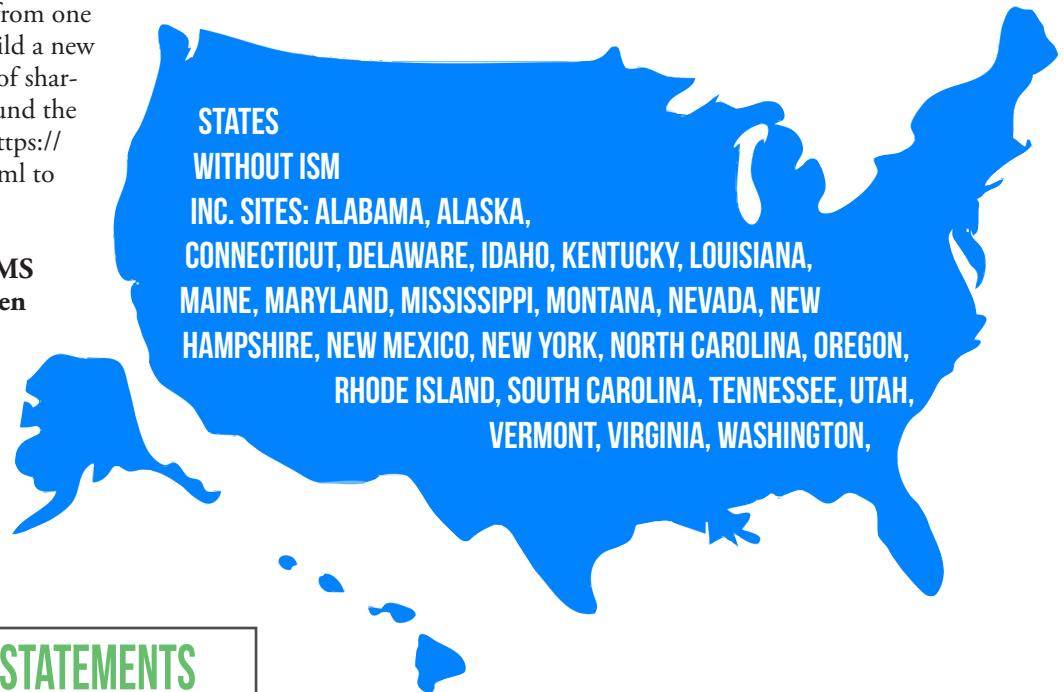 from one
ild a new
of shar-
und the
ttps://
ml to
MS
en
STATES
WITHOUT ISM
INC. SITES: ALABAMA, ALASKA,
CONNECTICUT, DELAWARE, IDAHO, KENTUCKY, LOUISIANA,
MAINE, MARYLAND, MISSISSIPPI, MONTANA, NEVADA, NEW
HAMPSHIRE, NEW MEXICO, NEW YORK, NORTH CAROLINA, OREGON,
RHODE ISLAND, SOUTH CAROLINA, TENNESSEE, UTAH,
VERMONT, VIRGINIA, WASHINGTON,
STATEMENTS